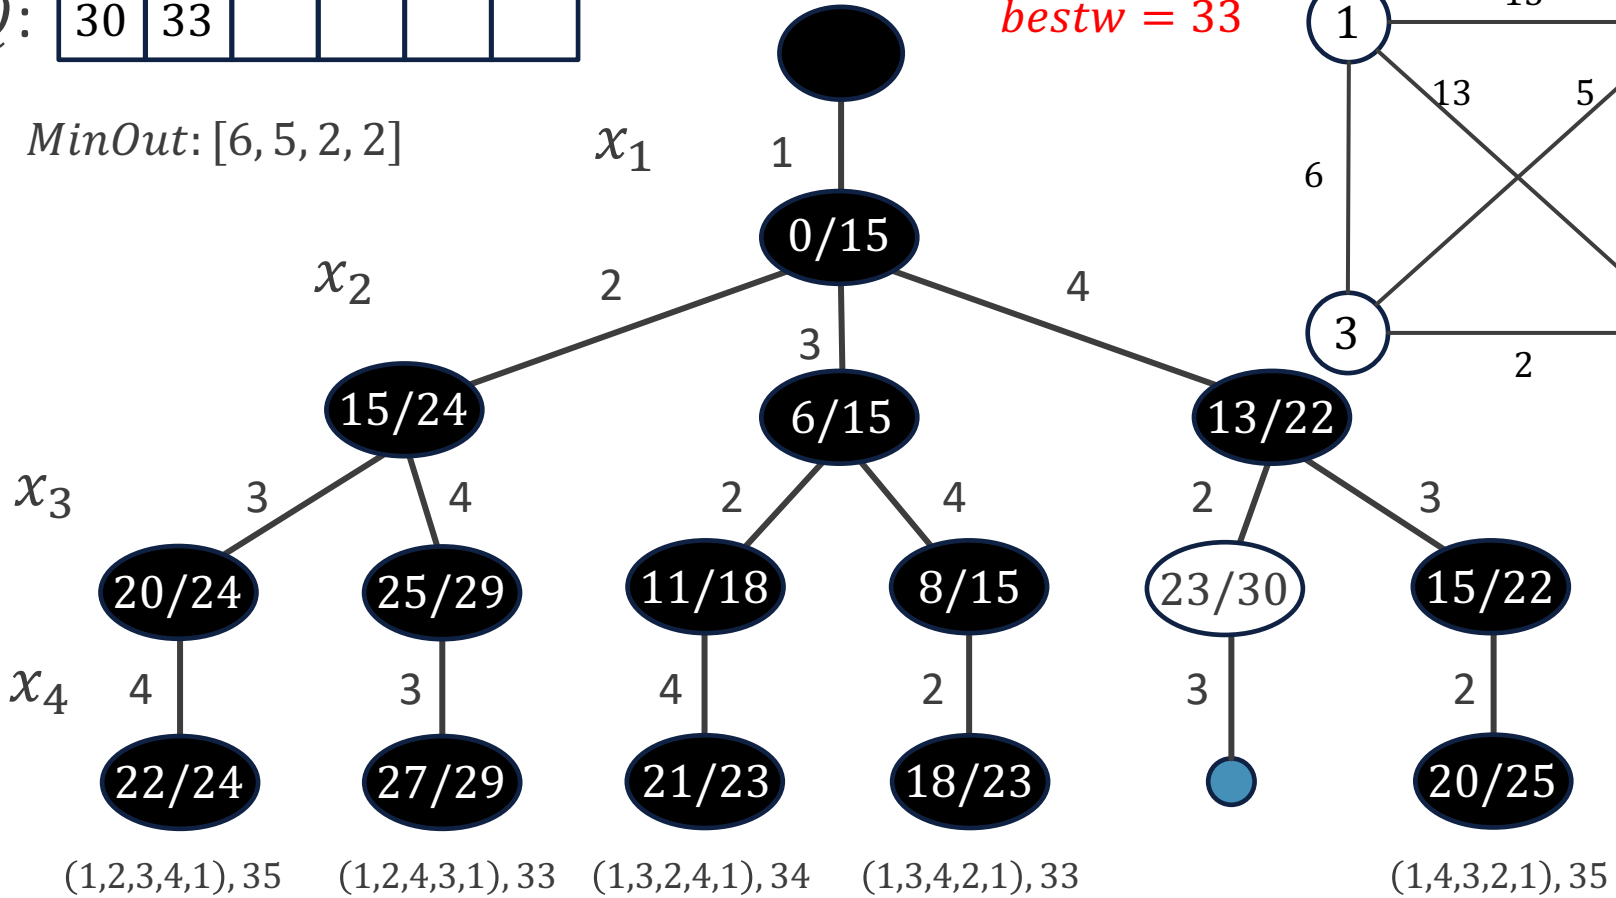 Q: 30 33
bestw = 33
MinOut: [6, 5, 2, 2]
1
13
5
6
3
2
x₁ 1
0/15
x₂ 2 3 4
15/24 6/15 13/22
x₃ 3 4 2 4 2 3
20/24 25/29 11/18 8/15 23/30 15/22
x₄ 4 3 4 2 3 2
22/24 27/29 21/23 18/23 20/25
(1,2,3,4,1), 35 (1,2,4,3,1), 33 (1,3,2,4,1), 34 (1,3,4,2,1), 33 (1,4,3,2,1), 35